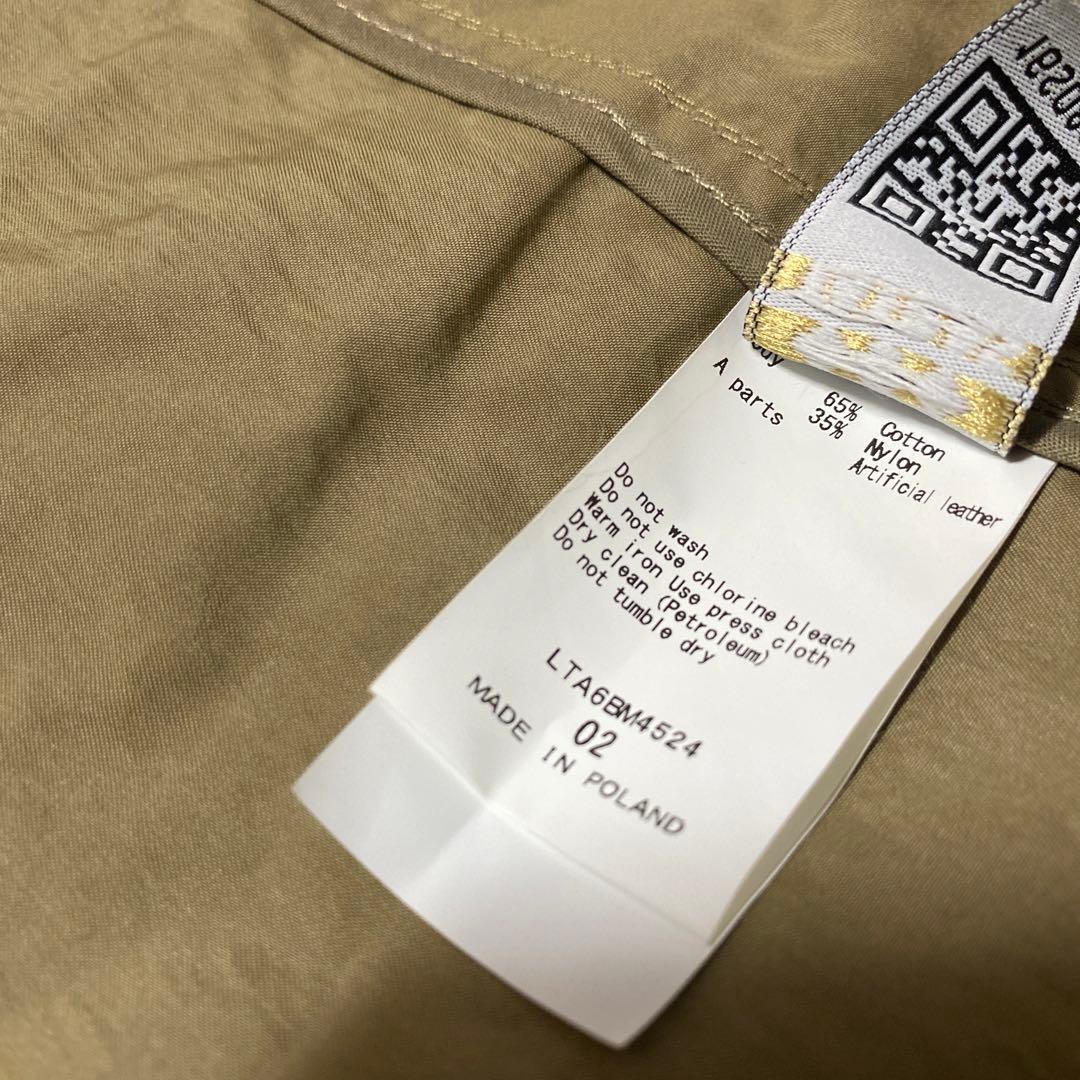 65% Cotton
35% Nylon
A parts Artificial leather
Do not wash
Do not use chlorine bleach
Warm iron Use press cloth
Dry clean (Petroleum)
Do not tumble dry
LTA6BM4524
02
MADE IN POLAND